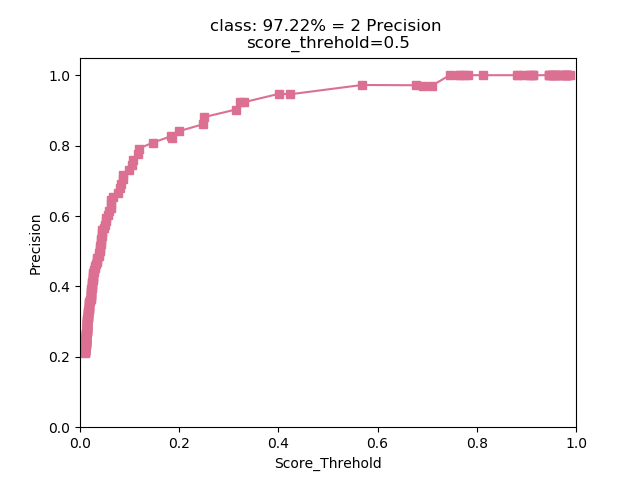 class: 97.22% = 2 Precision
score_threhold=0.5
1.0
0.8
0.6
0.4
0.2
0.0
Precision
0.0 0.2 0.4 0.6 0.8 1.0
Score_Threhold